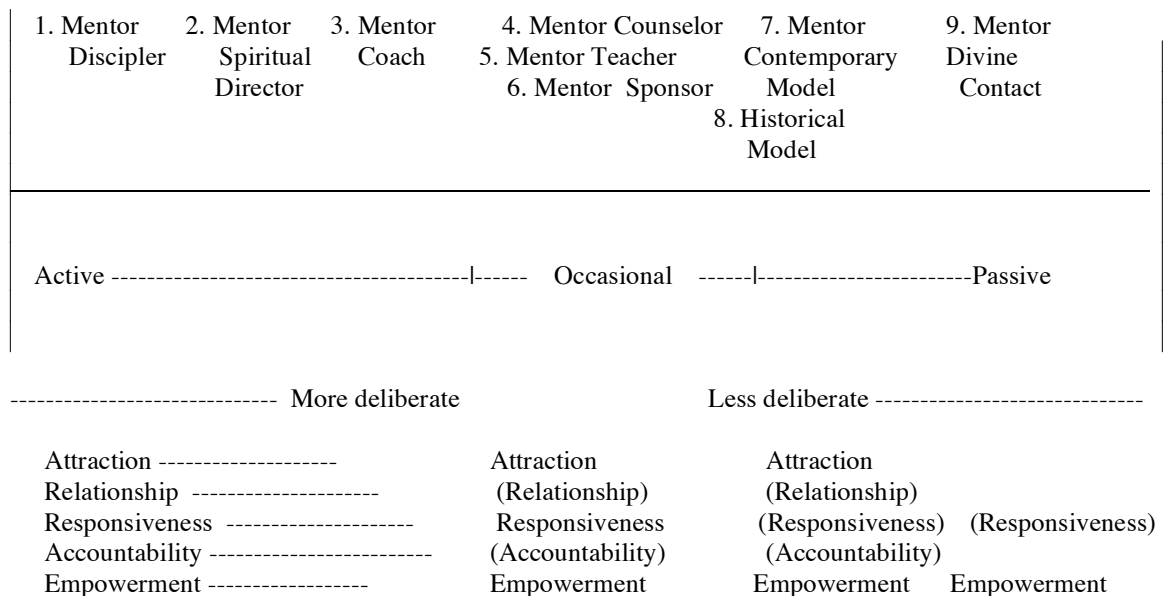 1. Mentor 2. Mentor 3. Mentor 4. Mentor Counselor 7. Mentor 9. Mentor
Discipler Spiritual Coach 5. Mentor Teacher Contemporary Divine
Director 6. Mentor Sponsor Model Contact
8. Historical
Model
Active ----------------------------------------|------ Occasional ------|------------------------Passive
------------------------------ More deliberate Less deliberate ------------------------------
Attraction -------------------- Attraction Attraction
Relationship --------------------- (Relationship) (Relationship)
Responsiveness --------------------- Responsiveness (Responsiveness) (Responsiveness)
Accountability ------------------------- (Accountability) (Accountability)
Empowerment ------------------ Empowerment Empowerment Empowerment